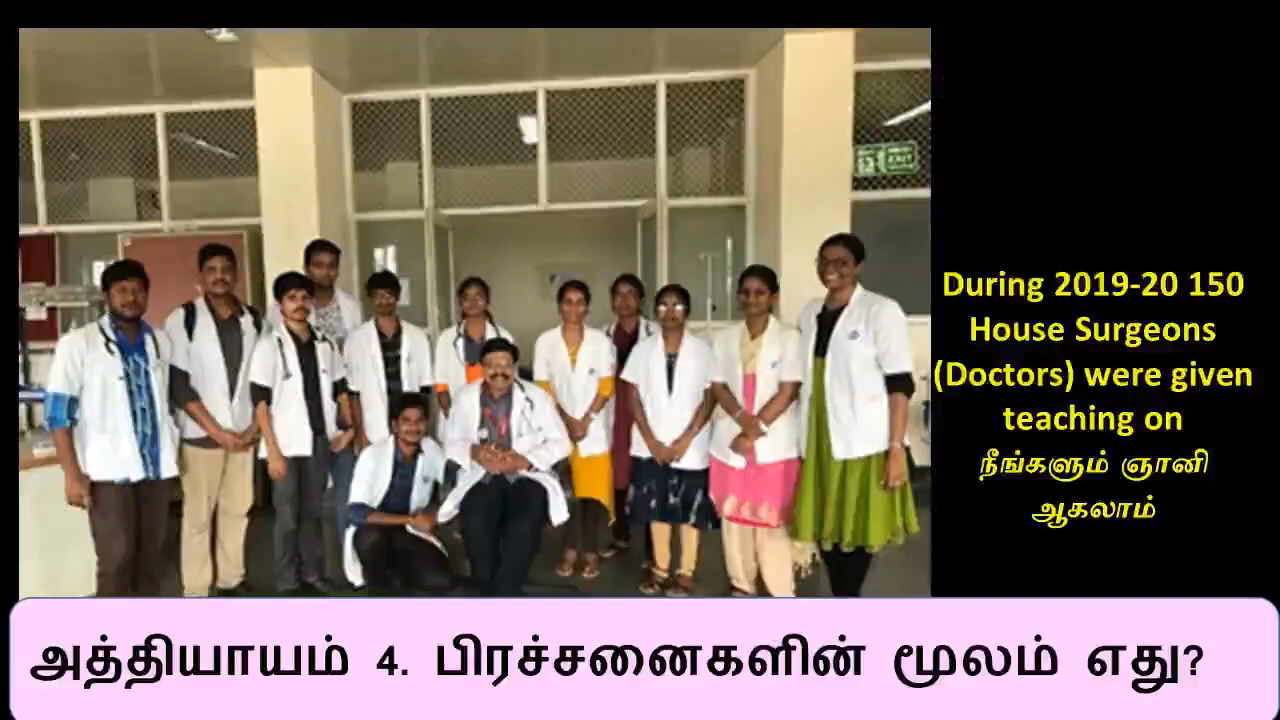 EXIT
During 2019-20 150
House Surgeons
(Doctors) were given
teaching on
நீங்களும் ஞானி
ஆகலாம்
அத்தியாயம் 4. பிரச்சனைகளின் மூலம் எது?